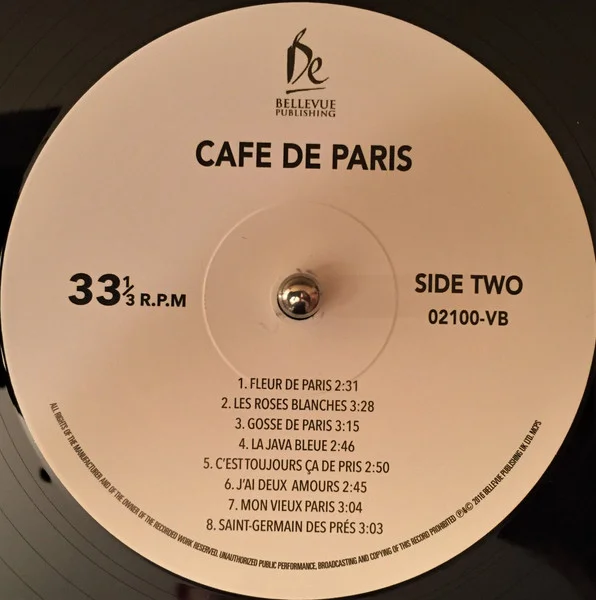 Be
BELLEVUE
PUBLISHING
CAFE DE PARIS
33 1/3 R.P.M
SIDE TWO
02100-VB
1. FLEUR DE PARIS 2:31
2. LES ROSES BLANCHES 3:28
3. GOSSE DE PARIS 3:15
4. LA JAVA BLEUE 2:46
5. C'EST TOUJOURS ÇA DE PRIS 2:50
6. J'AI DEUX AMOURS 2:45
7. MON VIEUX PARIS 3:04
8. SAINT-GERMAIN DES PRÉS 3:03
ALL RIGHTS OF THE MANUFACTURER AND OF THE OWNER OF THE RECORDED WORK RESERVED. UNAUTHORIZED PUBLIC PERFORMANCE, BROADCASTING AND COPYING OF THIS RECORD PROHIBITED ℗&© 2018 BELLEVUE PUBLISHING UK LTD. MCPS